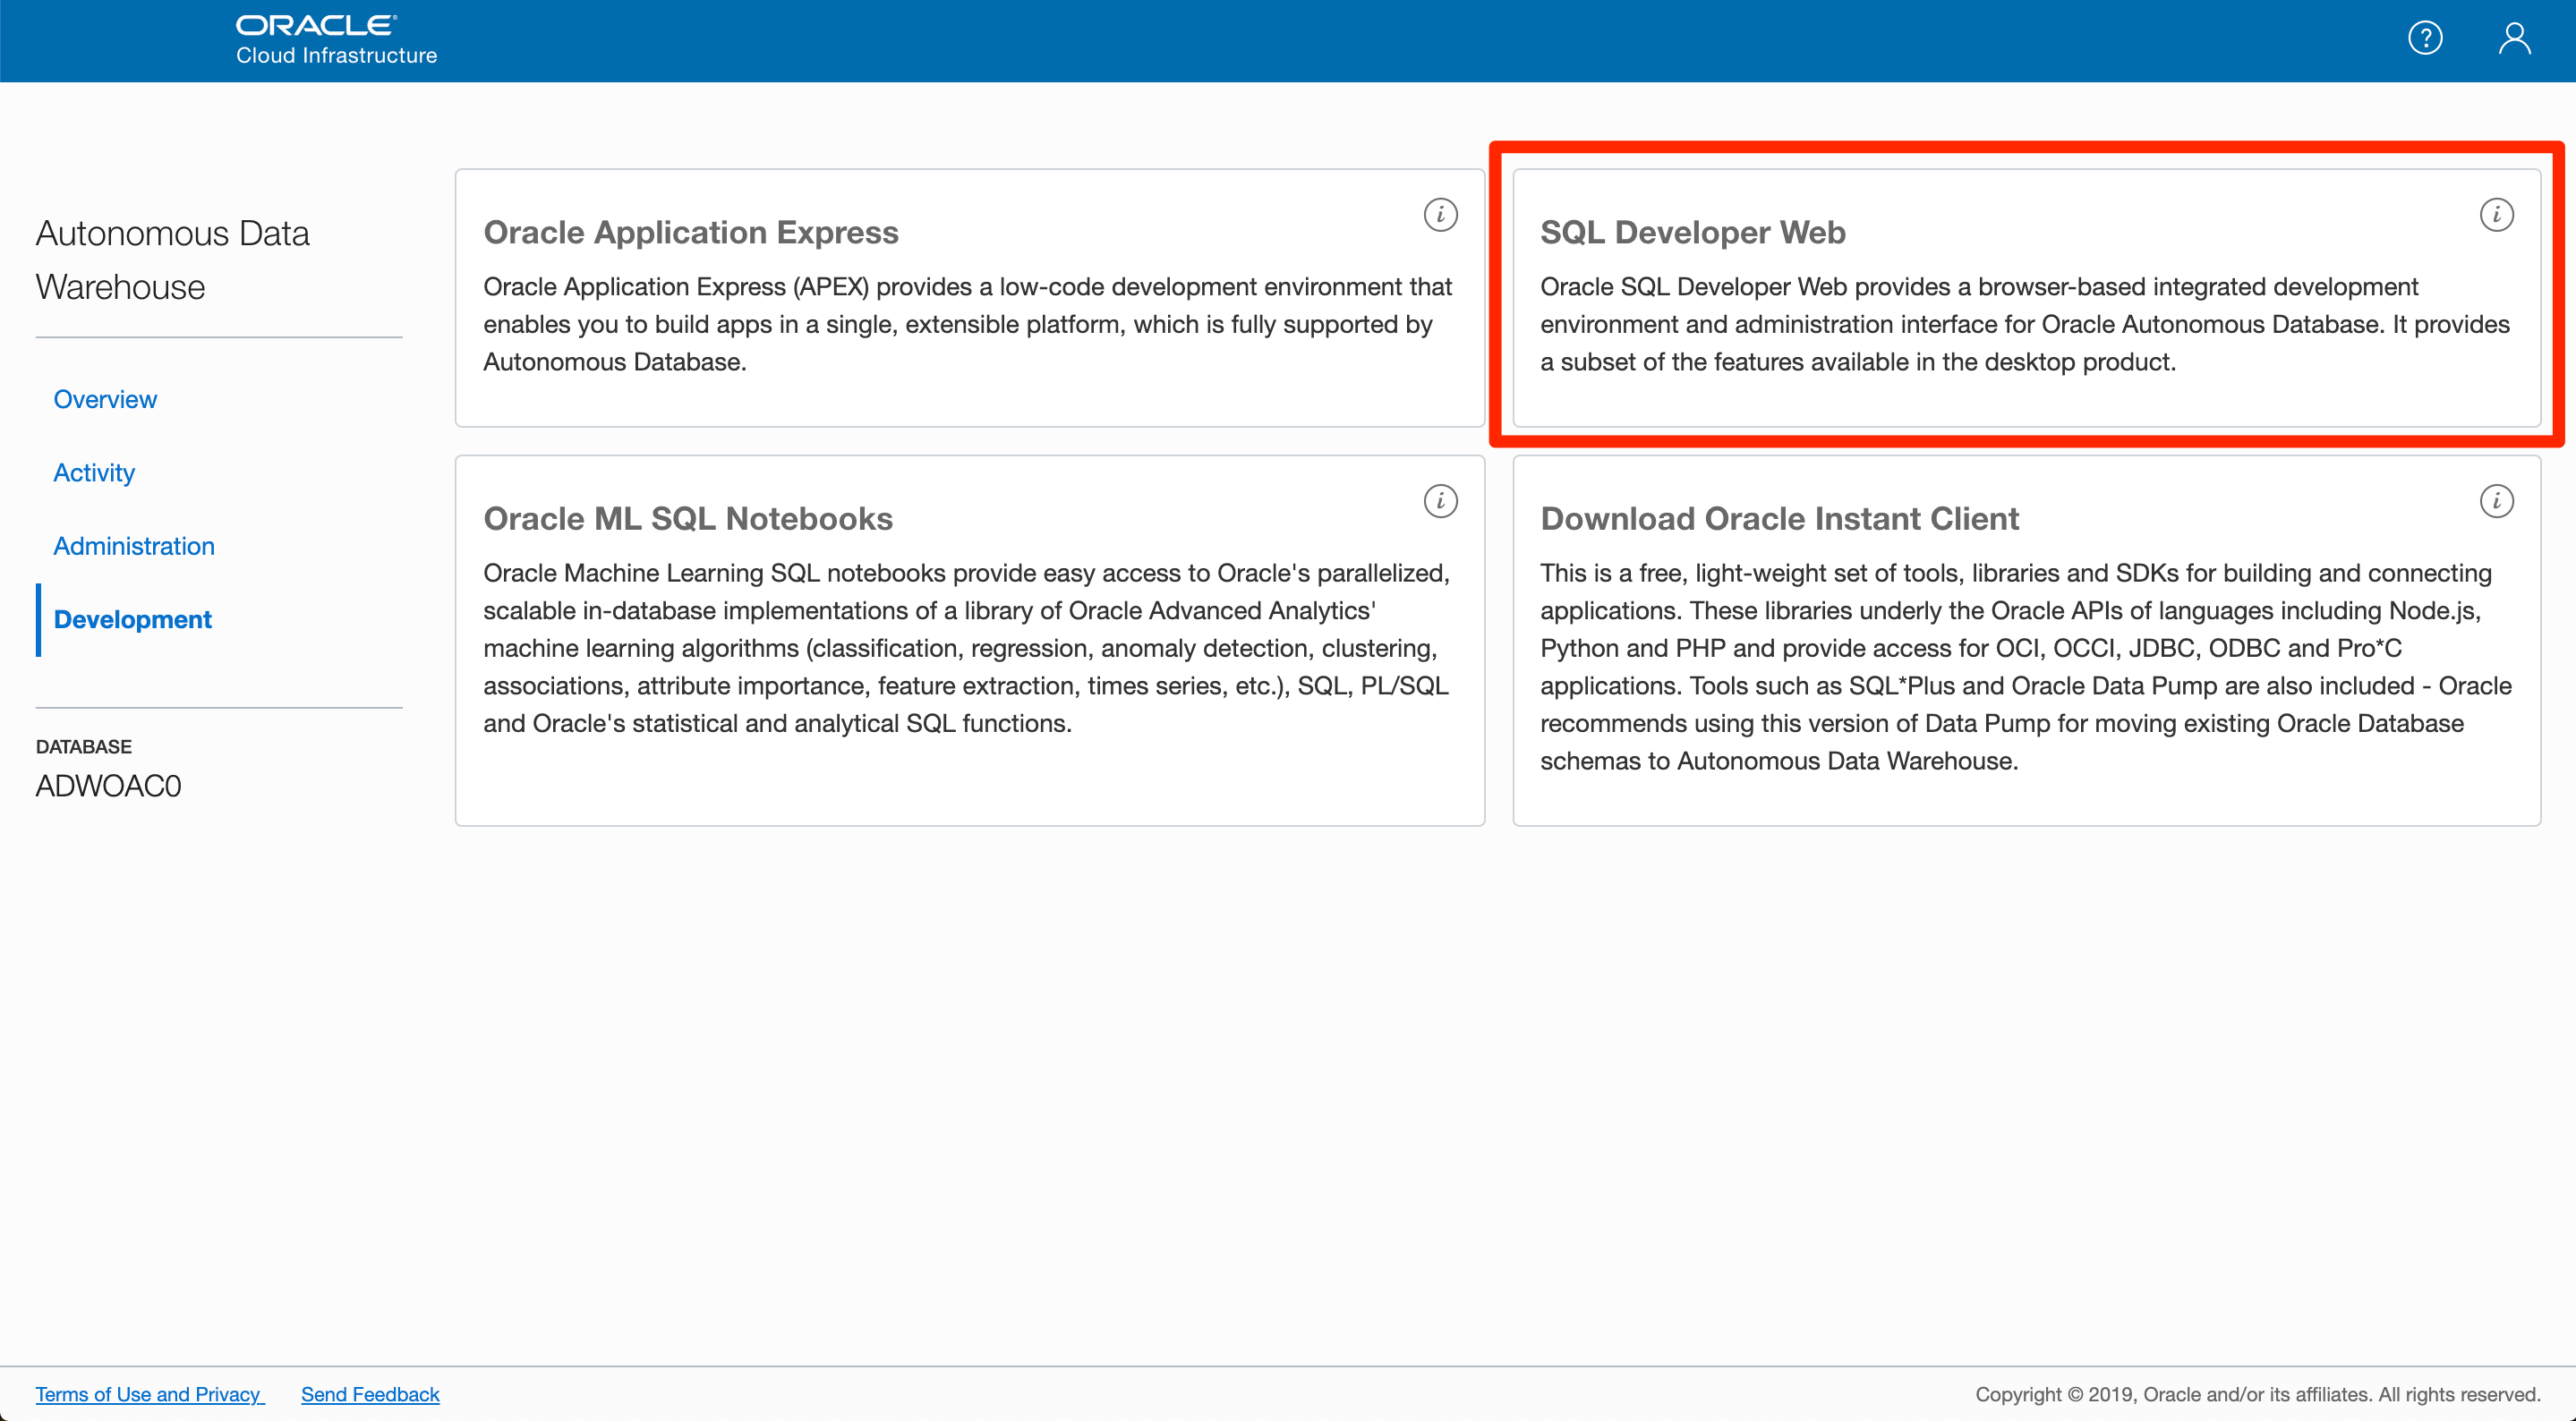 ORACLE
Cloud Infrastructure
?
Autonomous Data
Warehouse
Overview
Activity
Administration
Development
DATABASE
ADWOAC0
Oracle Application Express
i
Oracle Application Express (APEX) provides a low-code development environment that
enables you to build apps in a single, extensible platform, which is fully supported by
Autonomous Database.
SQL Developer Web
i
Oracle SQL Developer Web provides a browser-based integrated development
environment and administration interface for Oracle Autonomous Database. It provides
a subset of the features available in the desktop product.
Oracle ML SQL Notebooks
i
Oracle Machine Learning SQL notebooks provide easy access to Oracle's parallelized,
scalable in-database implementations of a library of Oracle Advanced Analytics'
machine learning algorithms (classification, regression, anomaly detection, clustering,
associations, attribute importance, feature extraction, times series, etc.), SQL, PL/SQL
and Oracle's statistical and analytical SQL functions.
Download Oracle Instant Client
i
This is a free, light-weight set of tools, libraries and SDKs for building and connecting
applications. These libraries underly the Oracle APIs of languages including Node.js,
Python and PHP and provide access for OCI, OCCI, JDBC, ODBC and Pro*C
applications. Tools such as SQL*Plus and Oracle Data Pump are also included - Oracle
recommends using this version of Data Pump for moving existing Oracle Database
schemas to Autonomous Data Warehouse.
Terms of Use and Privacy
Send Feedback
Copyright © 2019, Oracle and/or its affiliates. All rights reserved.